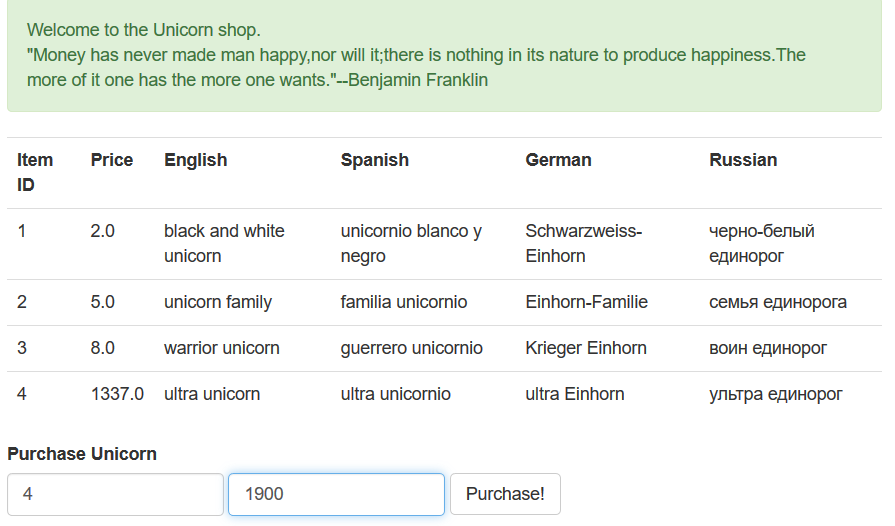 Welcome to the Unicorn shop.
"Money has never made man happy,nor will it;there is nothing in its nature to produce happiness.The
more of it one has the more one wants."--Benjamin Franklin
Item ID Price English Spanish German Russian
1 2.0 black and white unicorn unicornio blanco y negro Schwarzweiss-Einhorn черно-белый единорог
2 5.0 unicorn family familia unicornio Einhorn-Familie семья единорога
3 8.0 warrior unicorn guerrero unicornio Krieger Einhorn воин единорог
4 1337.0 ultra unicorn ultra unicornio ultra Einhorn ультра единорог
Purchase Unicorn
4 1900 Purchase!